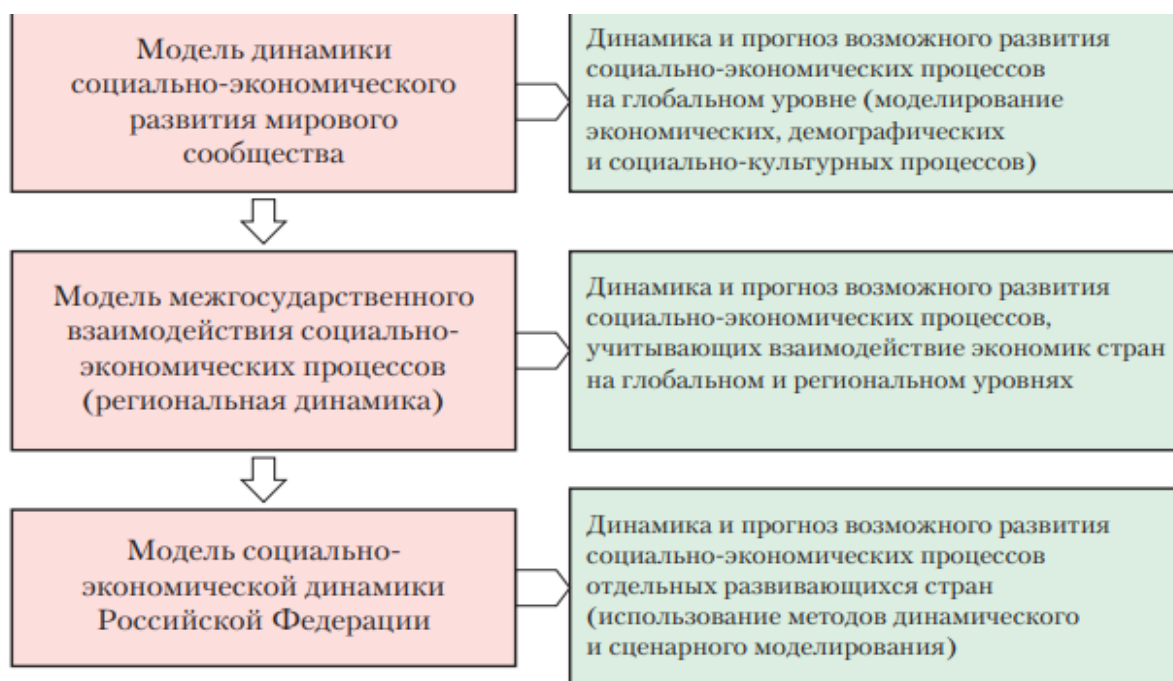 Модель динамики
социально-экономического
развития мирового
сообщества
Динамика и прогноз возможного развития
социально-экономических процессов
на глобальном уровне (моделирование
экономических, демографических
и социально-культурных процессов)
Модель межгосударственного
взаимодействия социально-
экономических процессов
(региональная динамика)
Динамика и прогноз возможного развития
социально-экономических процессов,
учитывающих взаимодействие экономик стран
на глобальном и региональном уровнях
Модель социально-
экономической динамики
Российской Федерации
Динамика и прогноз возможного развития
социально-экономических процессов
отдельных развивающихся стран
(использование методов динамического
и сценарного моделирования)